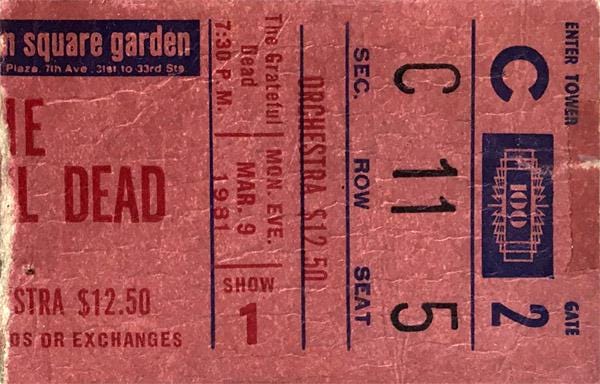 n square garden
Plaza, 7th Ave. 31st to 33rd Sts
E
L DEAD
STRA $12.50
DS OR EXCHANGES
The Grateful
Dead
7:30 P.M.
MON EVE.
MAR. 9
1981
SHOW
1
ORCHESTRA $12.50
SEC. ROW SEAT
C 11 5
ENTER TOWER
C
100
GATE
2